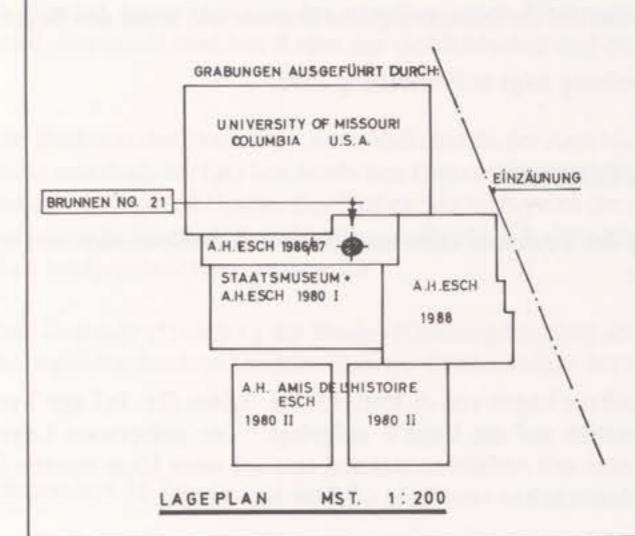 GRABUNGEN AUSGEFÜHRT DURCH:
UNIVERSITY OF MISSOURI
COLUMBIA U.S.A.
EINZÄUNUNG
BRUNNEN NO. 21
A.H.ESCH 1986/87
STAATSMUSEUM +
A.H.ESCH 1980 I
A.H.ESCH
1988
A.H. AMIS DE L'HISTOIRE
ESCH
1980 II
1980 II
LAGEPLAN MST. 1:200